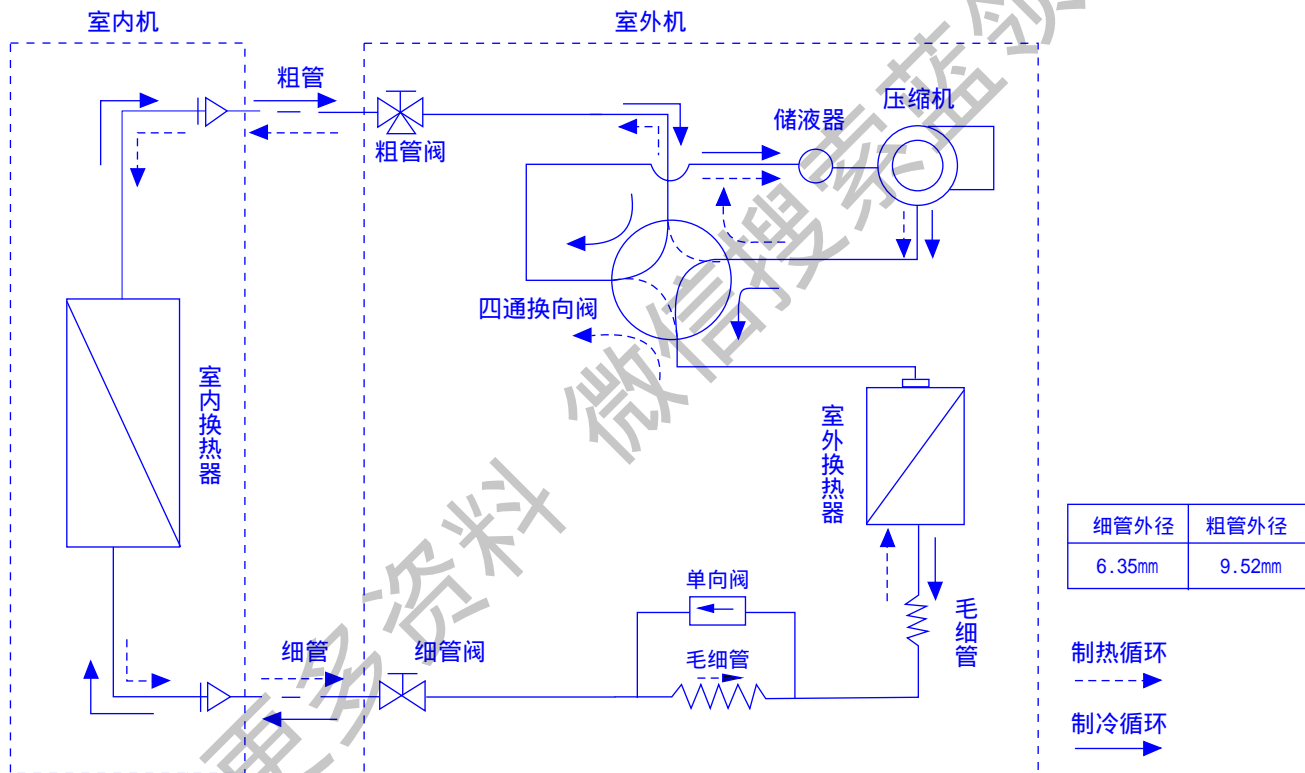 室内机
室外机
粗管
粗管阀
储液器
压缩机
四通换向阀
室内换热器
室外换热器
细管外径 粗管外径
6.35mm 9.52mm
单向阀
毛细管
毛细管
细管
细管阀
制热循环
制冷循环
更多资料 微信搜索蓝领